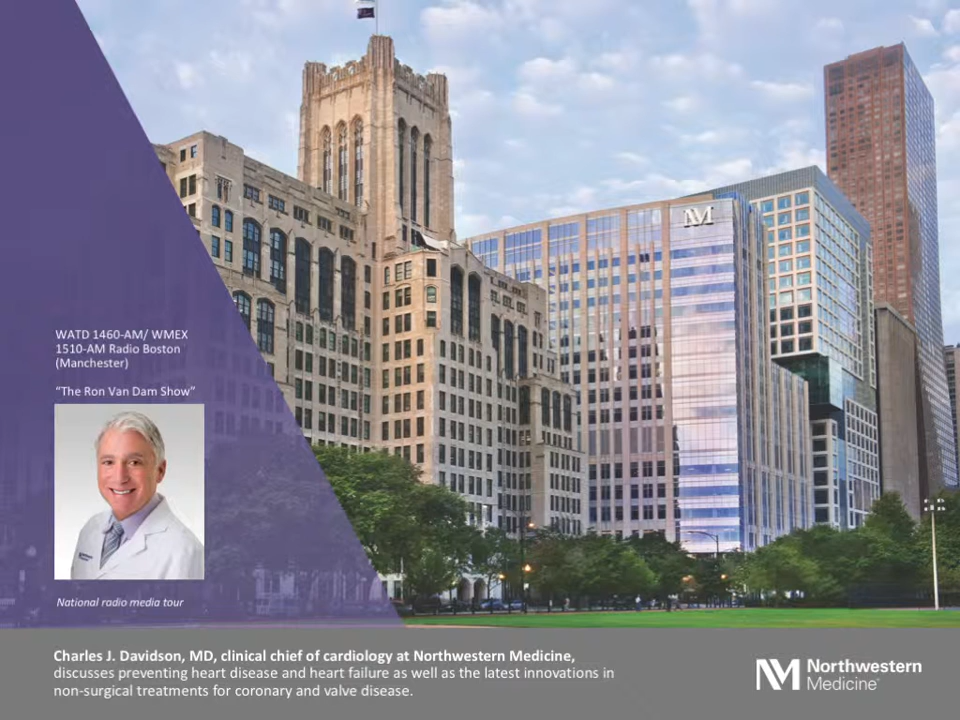 NM
WATD 1460-AM/ WMEX
1510-AM Radio Boston
(Manchester)
“The Ron Van Dam Show”
National radio media tour
Charles J. Davidson, MD, clinical chief of cardiology at Northwestern Medicine,
discusses preventing heart disease and heart failure as well as the latest innovations in
non-surgical treatments for coronary and valve disease.
NM Northwestern
Medicine